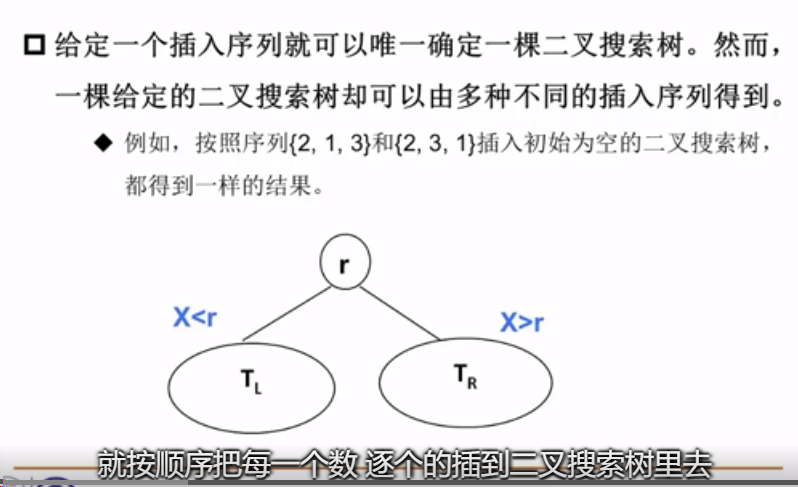 给定一个插入序列就可以唯一确定一棵二叉搜索树。然而，
一棵给定的二叉搜索树却可以由多种不同的插入序列得到。
例如，按照序列{2, 1, 3}和{2, 3, 1}插入初始为空的二叉搜索树，
都得到一样的结果。
r
X<r
X>r
TL
TR
就按顺序把每一个数 逐个的插到二叉搜索树里去